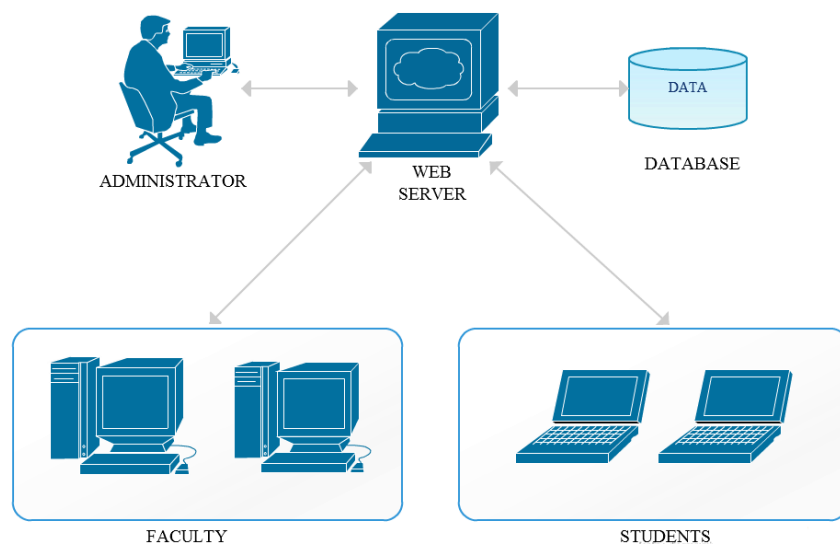 DATA
DATABASE
ADMINISTRATOR
WEB
SERVER
FACULTY
STUDENTS